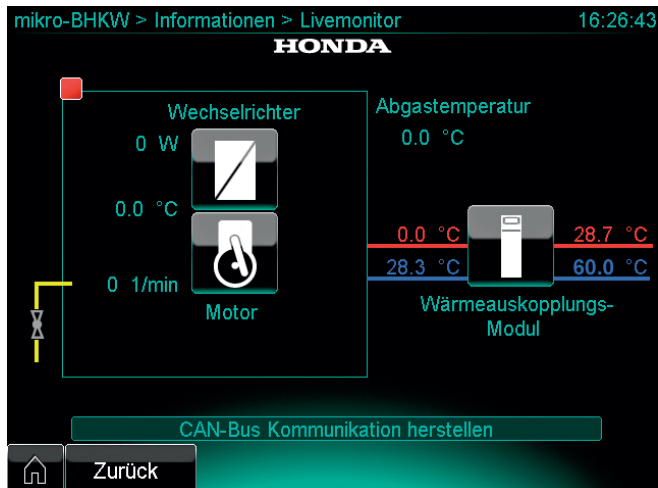 mikro-BHKW > Informationen > Livemonitor 16:26:43
HONDA
Wechselrichter
0 W
0.0 °C
0 1/min
Motor
Abgastemperatur
0.0 °C
0.0 °C
28.7 °C
28.3 °C
60.0 °C
Wärmeauskopplungs-
Modul
CAN-Bus Kommunikation herstellen
Zurück